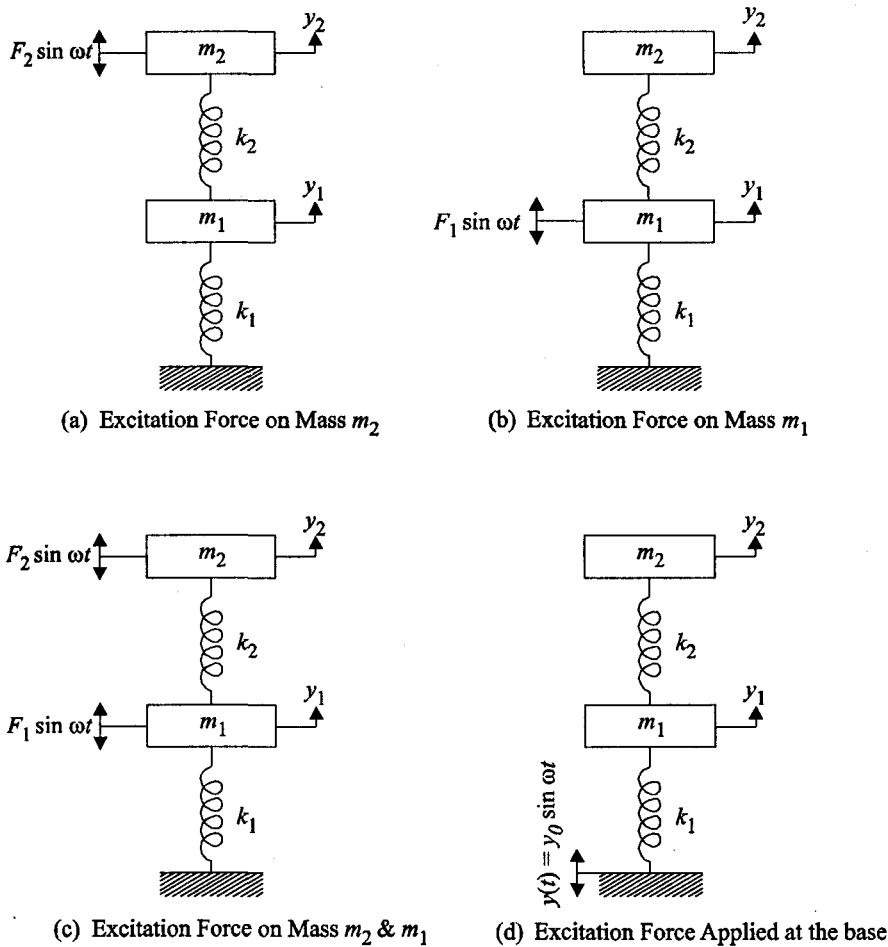 y₂
F₂ sin ωt
m₂
k₂
y₁
m₁
k₁
(a) Excitation Force on Mass m₂
y₂
m₂
k₂
y₁
F₁ sin ωt
m₁
k₁
(b) Excitation Force on Mass m₁
y₂
F₂ sin ωt
m₂
k₂
y₁
F₁ sin ωt
m₁
k₁
(c) Excitation Force on Mass m₂ & m₁
y₂
m₂
k₂
y₁
m₁
k₁
y(t) = y₀ sin ωt
(d) Excitation Force Applied at the base